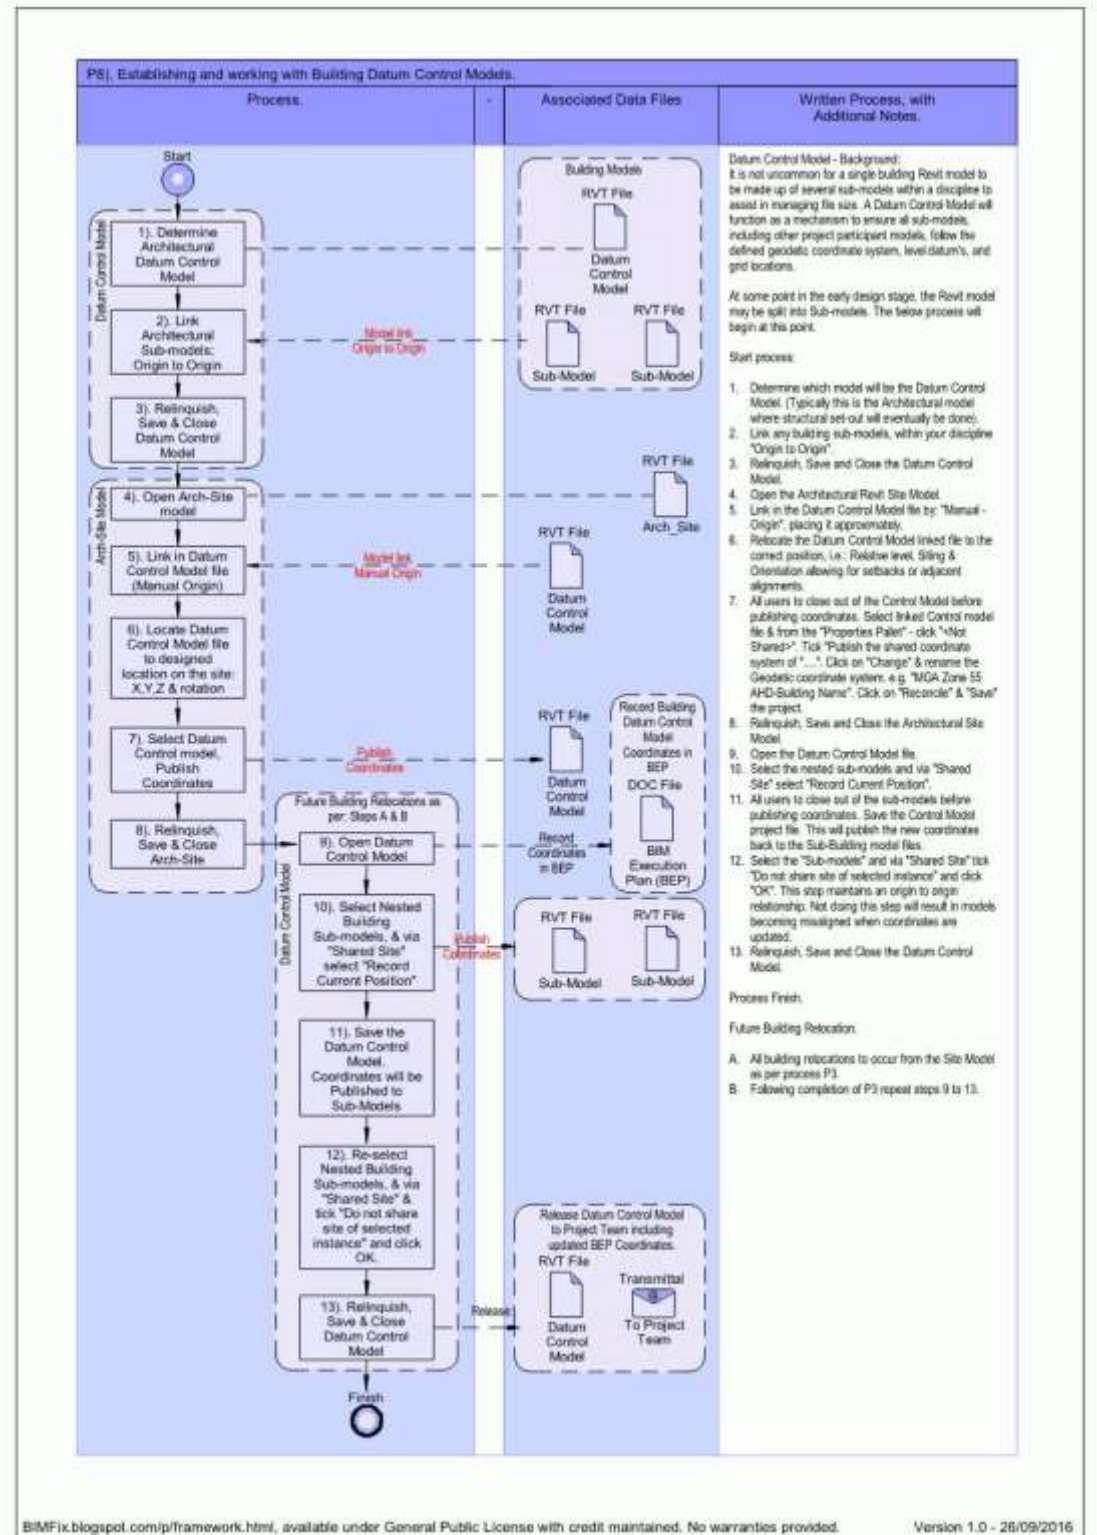 P8). Establishing and working with Building Datum Control Models.
Process.
-
Associated Data Files
Written Process, with
Additional Notes.
Start
Datum Control Model
1). Determine
Architectural
Datum Control
Model
2). Link
Architectural
Sub-models;
Origin to Origin
3). Relinquish,
Save & Close
Datum Control
Model
Arch-Site Model
4). Open Arch-Site
model
5). Link in Datum
Control Model file
(Manual Origin)
6). Locate Datum
Control Model file
to designed
location on the site:
X,Y,Z & rotation
7). Select Datum
Control model,
Publish
Coordinates
8). Relinquish,
Save & Close
Arch-Site
Future Building Relocations as
per: Steps A & B
Datum Control Model
9). Open Datum
Control Model
10). Select Nested
Building
Sub-models, & via
"Shared Site"
select "Record
Current Position"
11). Save the
Datum Control
Model.
Coordinates will be
Published to
Sub-Models
12). Re-select
Nested Building
Sub-models, & via
"Shared Site" &
tick "Do not share
site of selected
instance" and click
OK.
13). Relinquish,
Save & Close
Datum Control
Model
Finish
Model link
Origin to Origin
Model link
Manual Origin
Publish
Coordinates
Record
Coordinates
in BEP
Publish
Coordinates
Release
Building Models
RVT File
Datum
Control
Model
RVT File
Sub-Model
RVT File
Sub-Model
RVT File
Arch_Site
RVT File
Datum
Control
Model
RVT File
Datum
Control
Model
Record Building
Datum Control
Model
Coordinates in
BEP
DOC File
BIM
Execution
Plan (BEP)
RVT File
Sub-Model
RVT File
Sub-Model
Release Datum Control Model
to Project Team including
updated BEP Coordinates.
RVT File
Datum
Control
Model
Transmittal
@
To Project
Team
Datum Control Model - Background:
It is not uncommon for a single building Revit model to
be made up of several sub-models within a discipline to
assist in managing file size. A Datum Control Model will
function as a mechanism to ensure all sub-models,
including other project participant models, follow the
defined geodetic coordinate system, level datum's, and
grid locations.
At some point in the early design stage, the Revit model
may be split into Sub-models. The below process will
begin at this point.
Start process:
1. Determine which model will be the Datum Control
Model. (Typically this is the Architectural model
where structural set-out will eventually be done).
2. Link any building sub-models, within your discipline
"Origin to Origin".
3. Relinquish, Save and Close the Datum Control
Model.
4. Open the Architectural Revit Site Model.
5. Link in the Datum Control Model file by: "Manual -
Origin", placing it approximately.
6. Relocate the Datum Control Model linked file to the
correct position, i.e.: Relative level, Siting &
Orientation allowing for setbacks or adjacent
alignments.
7. All users to close out of the Control Model before
publishing coordinates. Select linked Control model
file & from the "Properties Pallet" - click "<Not
Shared>". Tick "Publish the shared coordinate
system of "....". Click on "Change" & rename the
Geodetic coordinate system, e.g. "MGA Zone 55
AHD-Building Name". Click on "Reconcile" & "Save"
the project.
8. Relinquish, Save and Close the Architectural Site
Model.
9. Open the Datum Control Model file.
10. Select the nested sub-models and via "Shared
Site" select "Record Current Position".
11. All users to close out of the sub-models before
publishing coordinates. Save the Control Model
project file. This will publish the new coordinates
back to the Sub-Building model files.
12. Select the "Sub-models" and via "Shared Site" tick
"Do not share site of selected instance" and click
"OK". This step maintains an origin to origin
relationship. Not doing this step will result in models
becoming misaligned when coordinates are
updated.
13. Relinquish, Save and Close the Datum Control
Model.
Process Finish.
Future Building Relocation.
A. All building relocations to occur from the Site Model
as per process P3.
B. Following completion of P3 repeat steps 9 to 13.
BIMFix.blogspot.com/p/framework.html, available under General Public License with credit maintained. No warranties provided.
Version 1.0 - 26/09/2016